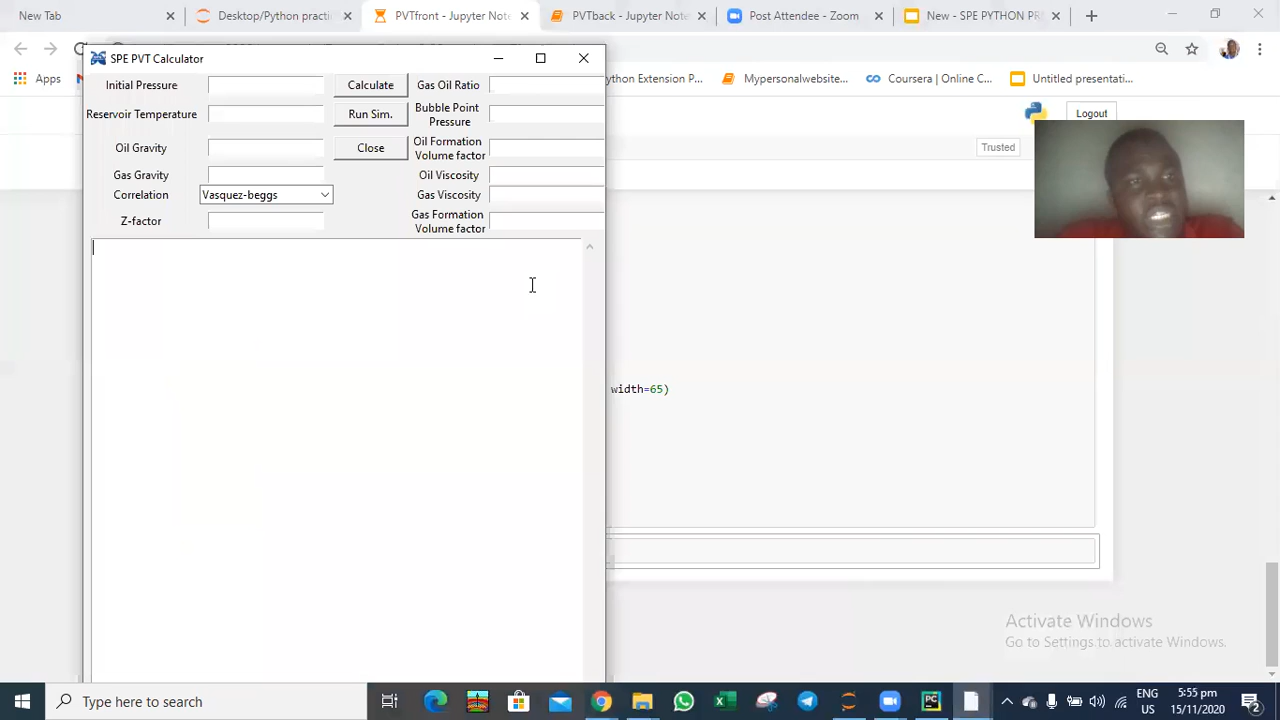 New Tab
Desktop/Python practi
PVTfront - Jupyter Note
PVTback - Jupyter Note
Post Attendee - Zoom
New - SPE PYTHON PR
SPE PVT Calculator
Apps
ython Extension P...
Mypersonalwebsite...
Coursera | Online C...
Untitled presentati...
Logout
Trusted
Initial Pressure
Calculate
Gas Oil Ratio
Reservoir Temperature
Run Sim.
Bubble Point
Pressure
Oil Gravity
Close
Oil Formation
Volume factor
Gas Gravity
Oil Viscosity
Correlation
Vasquez-beggs
Gas Viscosity
Z-factor
Gas Formation
Volume factor
width=65)
Activate Windows
Go to Settings to activate Windows.
Type here to search
ENG
US
5:55 pm
15/11/2020
2